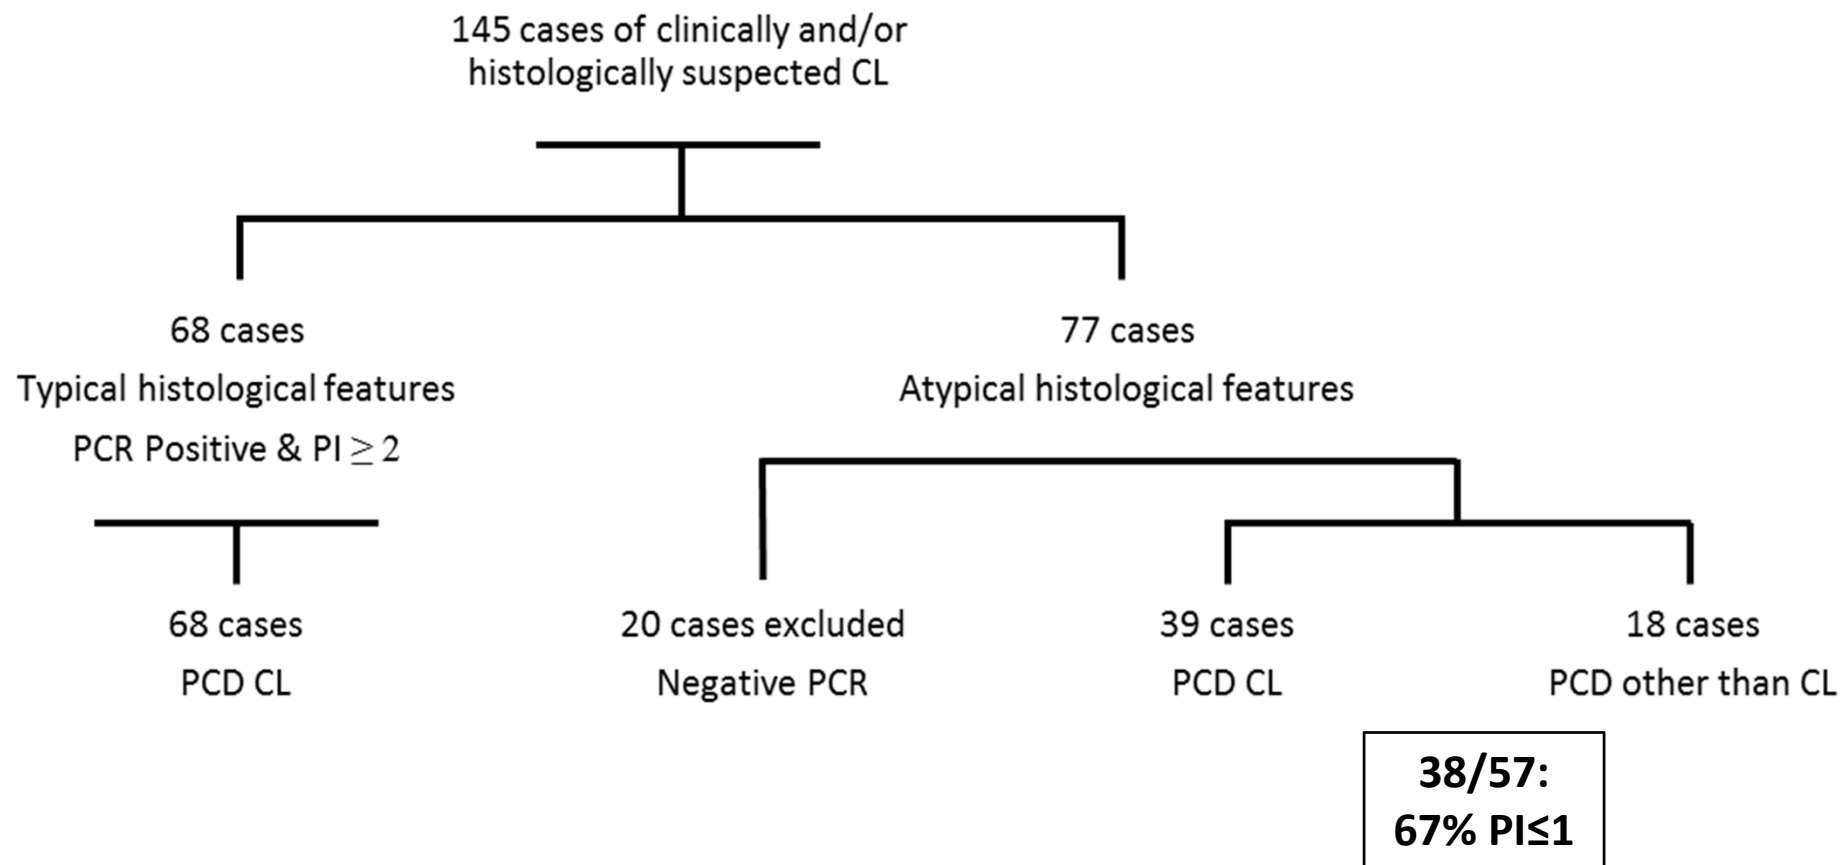 145 cases of clinically and/or
histologically suspected CL
68 cases
Typical histological features
PCR Positive & PI ≥ 2
77 cases
Atypical histological features
68 cases
PCD CL
20 cases excluded
Negative PCR
39 cases
PCD CL
18 cases
PCD other than CL
38/57:
67% PI≤1